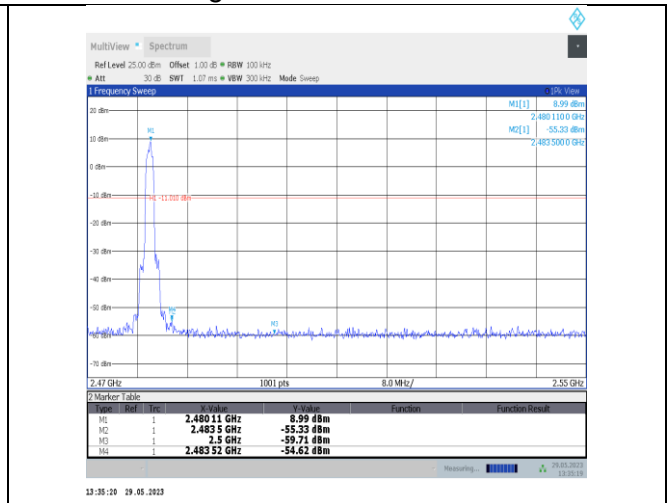 MultiView Spectrum
Ref Level 25.00 dBm Offset 1.00 dB RBW 100 kHz
Att 30 dB SWT 1.07 ms VBW 300 kHz Mode Sweep
1 Frequency Sweep 1Pk View
M1[1] 8.99 dBm
2.480 110 0 GHz
M2[1] -55.33 dBm
2.483 500 0 GHz
20 dBm
M1
10 dBm
0 dBm
-10 dBm
H1 -11.010 dBm
-20 dBm
-30 dBm
-40 dBm
-50 dBm
M3
-70 dBm
2.47 GHz 1001 pts 8.0 MHz/ 2.55 GHz
2 Marker Table
Type Ref Trc X-Value Y-Value Function Function Result
M1 1 2.480 11 GHz 8.99 dBm
M2 1 2.483 5 GHz -55.33 dBm
M3 1 2.5 GHz -59.71 dBm
M4 1 2.483 52 GHz -54.62 dBm
Measuring... 29.05.2023
13:35:19
13:35:20 29.05.2023